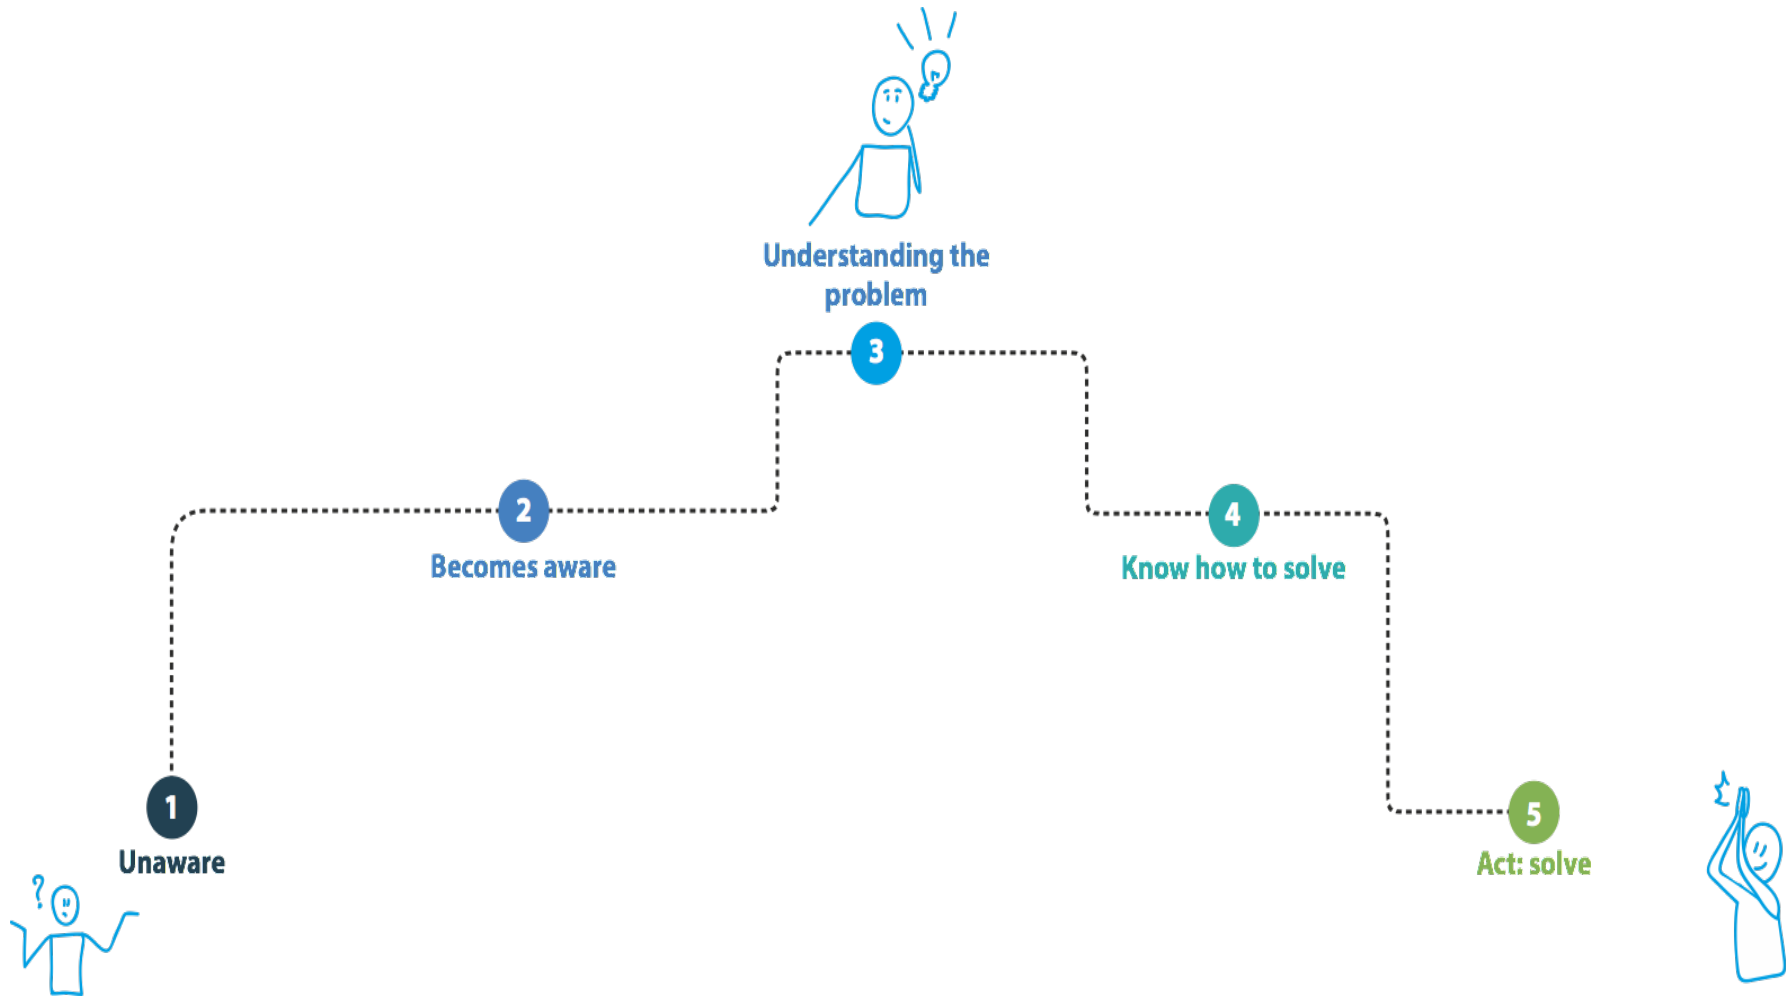 Understanding the
problem
3
2
Becomes aware
4
Know how to solve
1
Unaware
?
5
Act: solve